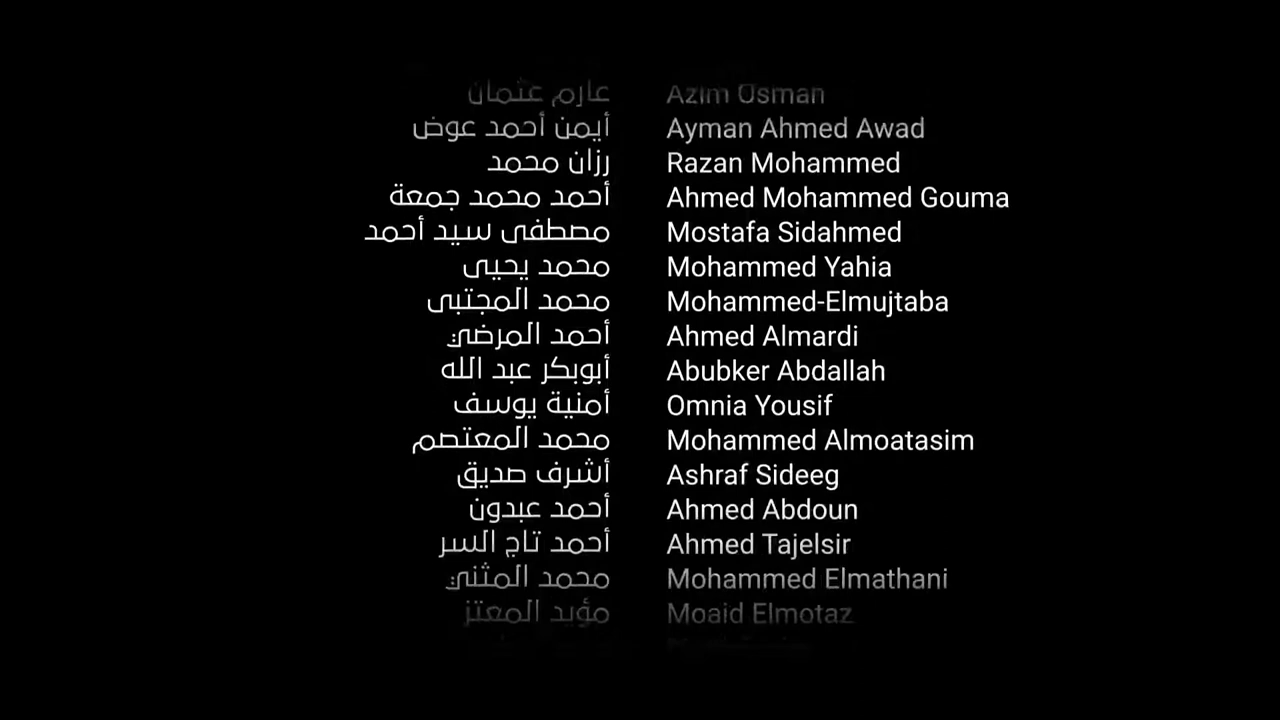 عازم عثمان Azim Osman
أيمن أحمد عوض Ayman Ahmed Awad
رزان محمد Razan Mohammed
أحمد محمد جمعة Ahmed Mohammed Gouma
مصطفى سيد أحمد Mostafa Sidahmed
محمد يحيى Mohammed Yahia
محمد المجتبى Mohammed-Elmujtaba
أحمد المرضي Ahmed Almardi
أبوبكر عبد الله Abubker Abdallah
أمنية يوسف Omnia Yousif
محمد المعتصم Mohammed Almoatasim
أشرف صديق Ashraf Sideeg
أحمد عبدون Ahmed Abdoun
أحمد تاج السر Ahmed Tajelsir
محمد المثني Mohammed Elmathani
مؤيد المعتز Moaid Elmotaz